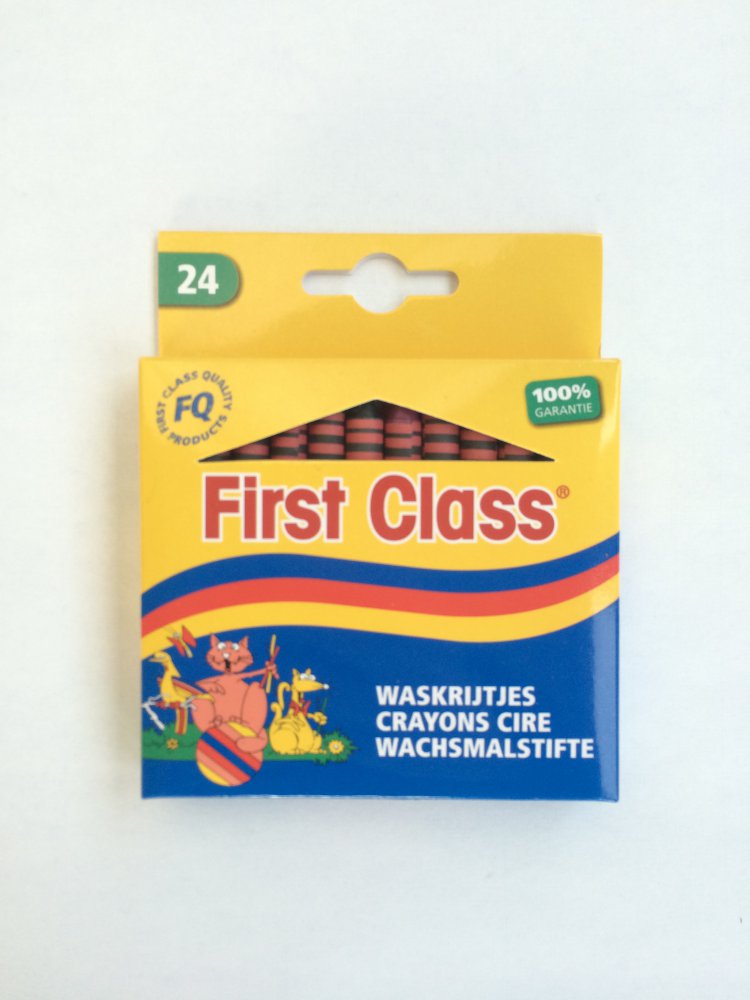 24
FIRST CLASS QUALITY
FQ
PRODUCTS
100%
GARANTIE
First Class®
WASKRIJTJES
CRAYONS CIRE
WACHSMALSTIFTE